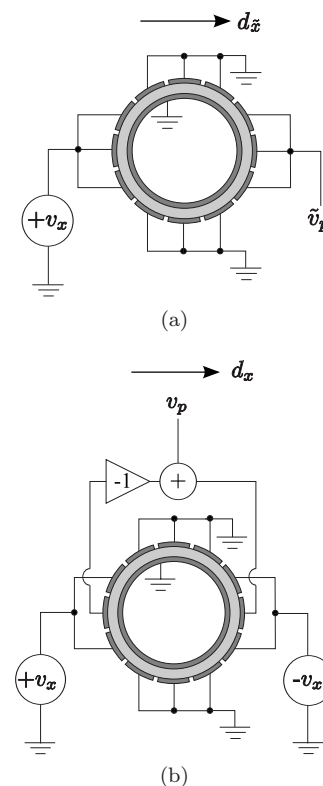 d_x̃
+v_x
ṽ_p
(a)
d_x
v_p
-1
+
+v_x
-v_x
(b)